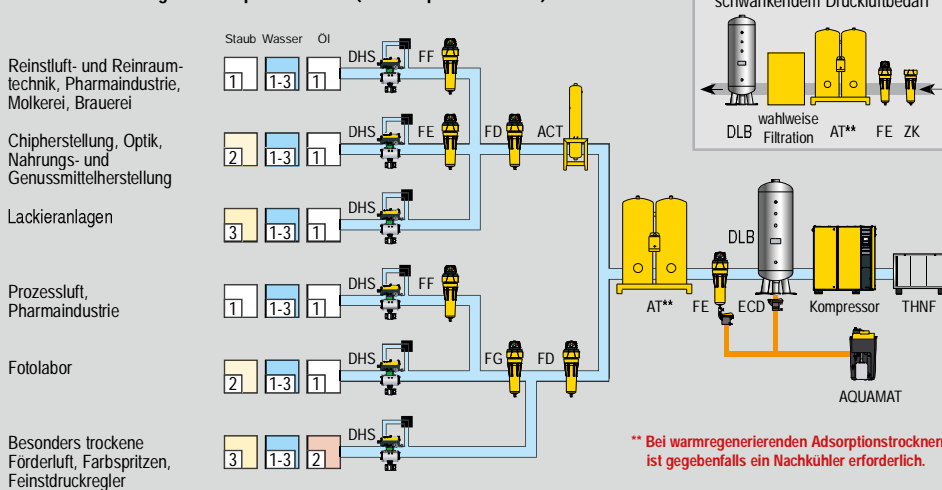 schwankendem Druckluftbedarf
Staub Wasser Öl
Reinstluft- und Reinraum-
technik, Pharmaindustrie,
Molkerei, Brauerei
1 1-3 1
DHS FF
Chipherstellung, Optik,
Nahrungs- und
Genussmittelherstellung
2 1-3 1
DHS FE FD ACT
wahlweise
Filtration
DLB AT** FE ZK
Lackieranlagen
3 1-3 1
DHS
DLB
AT** FE ECD Kompressor THNF
Prozessluft,
Pharmaindustrie
1 1-3 1
DHS FF
Fotolabor
2 1-3 1
DHS FG FD
AQUAMAT
Besonders trockene
Förderluft, Farbspritzen,
Feinstdruckregler
3 1-3 2
DHS
** Bei warmregenerierenden Adsorptionstrocknern
ist gegebenfalls ein Nachkühler erforderlich.